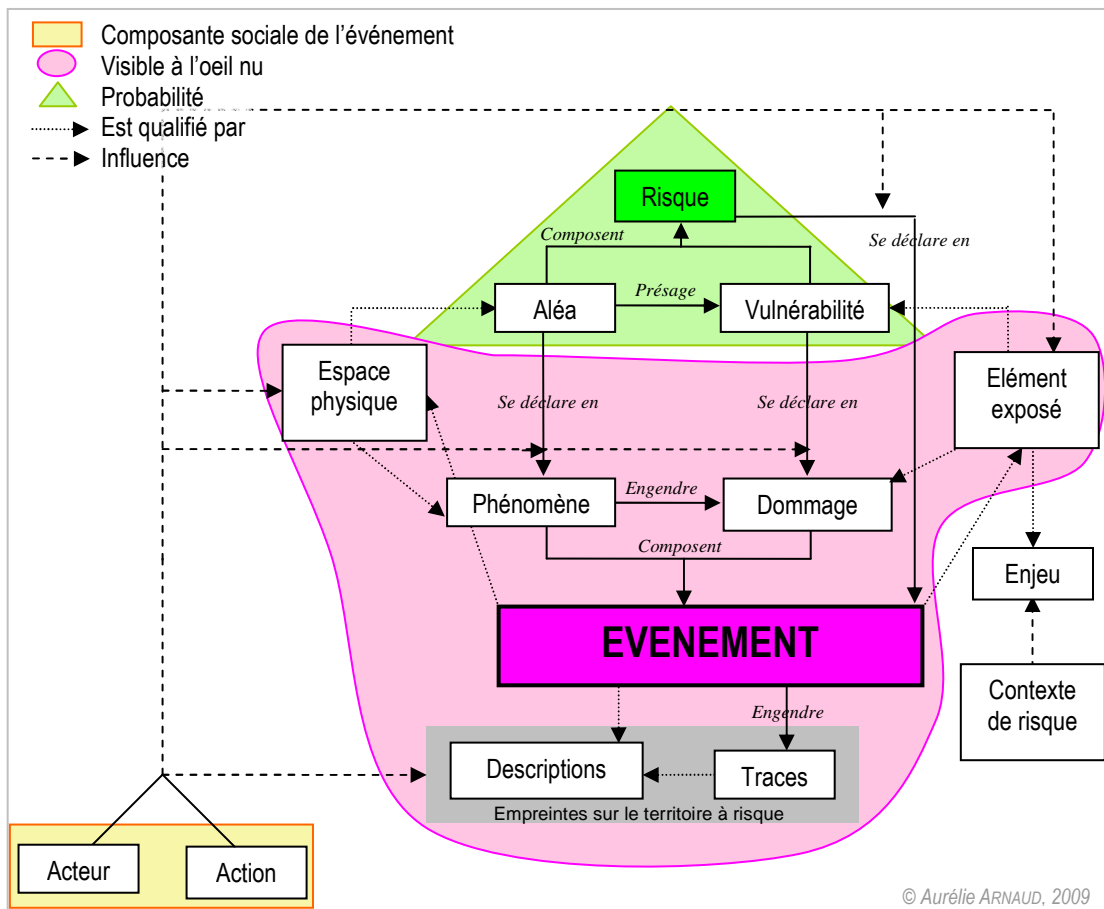 Composante sociale de l'événement
Visible à l'oeil nu
Probabilité
Est qualifié par
Influence
Risque
Composent
Se déclare en
Présage
Aléa
Vulnérabilité
Espace
physique
Elément
exposé
Se déclare en
Se déclare en
Phénomène
Engendre
Dommage
Composent
Enjeu
EVENEMENT
Contexte
de risque
Engendre
Descriptions
Traces
Empreintes sur le territoire à risque
Acteur
Action
© Aurélie ARNAUD, 2009